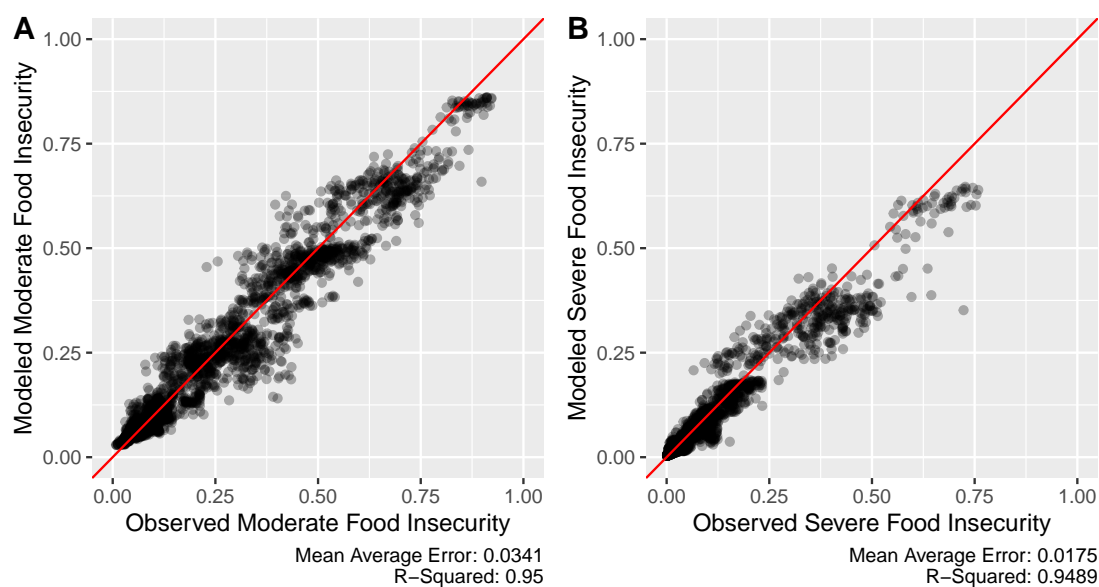 A
Modeled Moderate Food Insecurity
1.00
0.75
0.50
0.25
0.00
0.00 0.25 0.50 0.75 1.00
Observed Moderate Food Insecurity
Mean Average Error: 0.0341
R−Squared: 0.95
B
Modeled Severe Food Insecurity
1.00
0.75
0.50
0.25
0.00
0.00 0.25 0.50 0.75 1.00
Observed Severe Food Insecurity
Mean Average Error: 0.0175
R−Squared: 0.9489